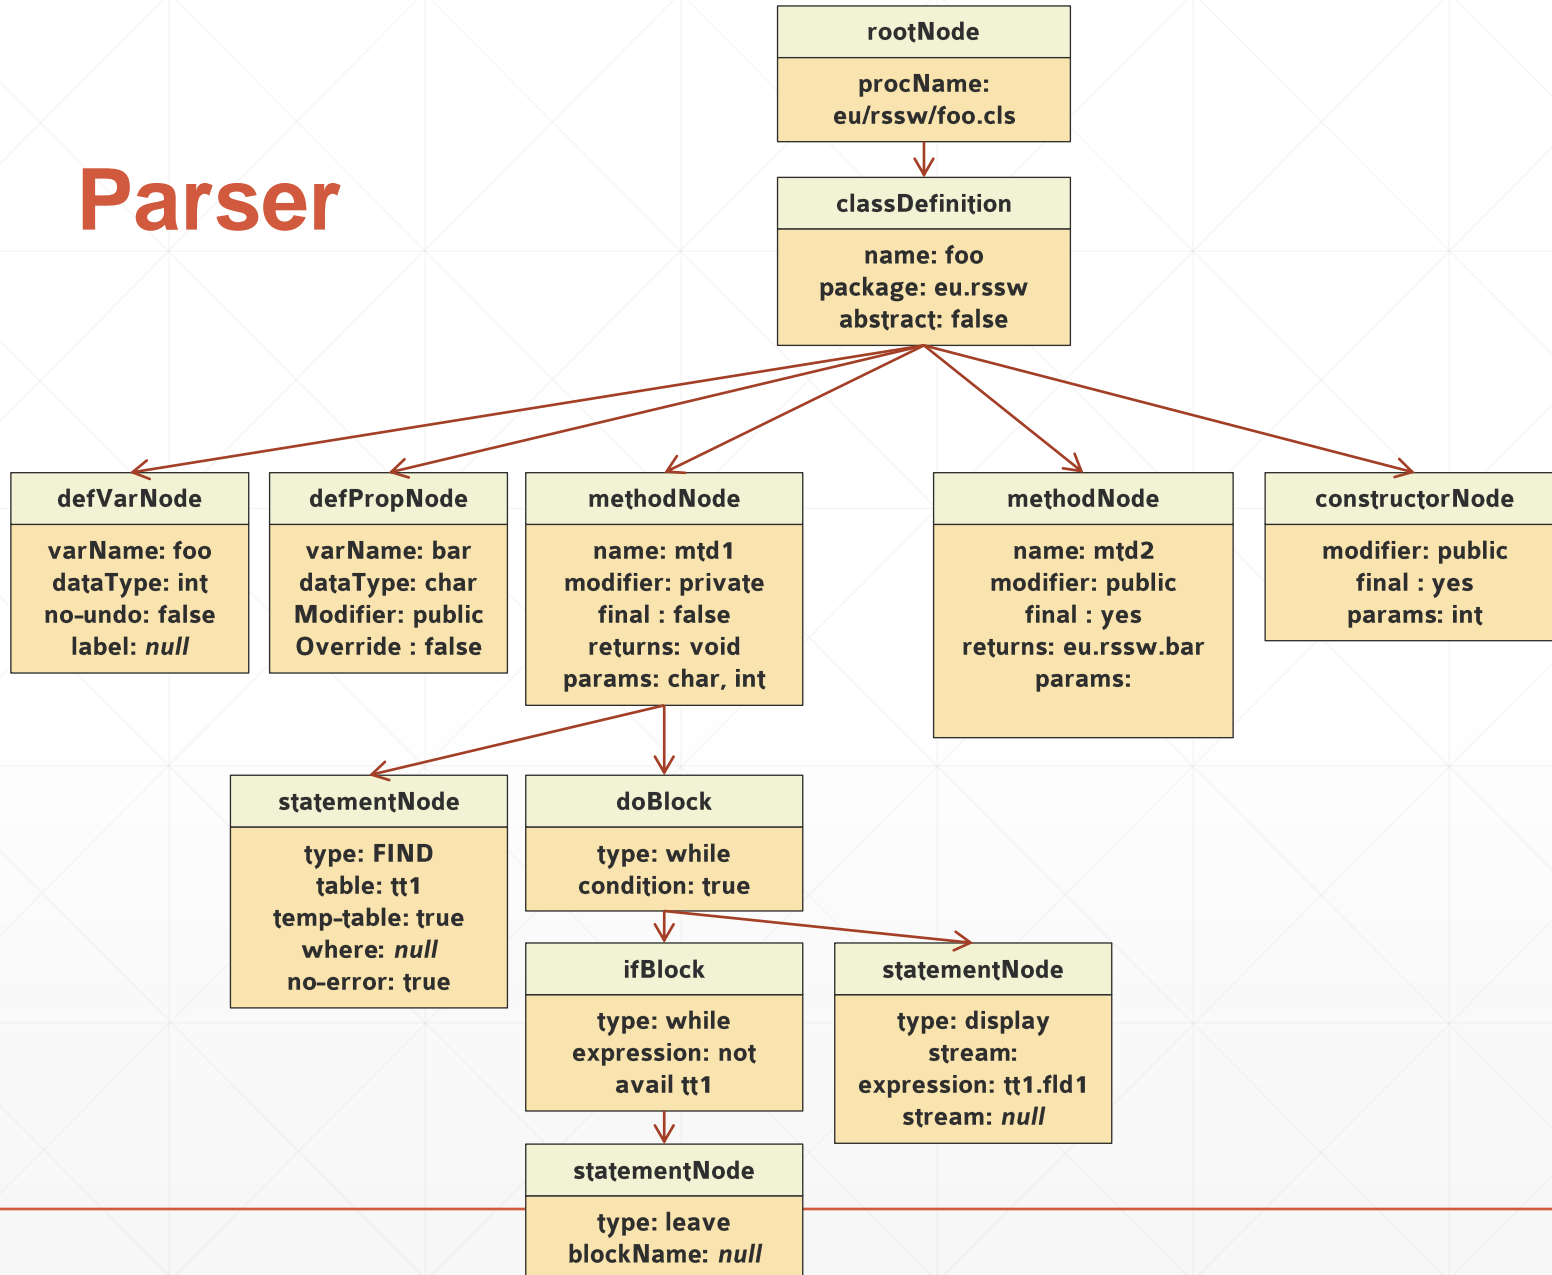 Parser
rootNode
procName:
eu/rssw/foo.cls
classDefinition
name: foo
package: eu.rssw
abstract: false
defVarNode
varName: foo
dataType: int
no-undo: false
label: null
defPropNode
varName: bar
dataType: char
Modifier: public
Override : false
methodNode
name: mtd1
modifier: private
final : false
returns: void
params: char, int
methodNode
name: mtd2
modifier: public
final : yes
returns: eu.rssw.bar
params:
constructorNode
modifier: public
final : yes
params: int
statementNode
type: FIND
table: tt1
temp-table: true
where: null
no-error: true
doBlock
type: while
condition: true
ifBlock
type: while
expression: not
avail tt1
statementNode
type: display
stream:
expression: tt1.fld1
stream: null
statementNode
type: leave
blockName: null